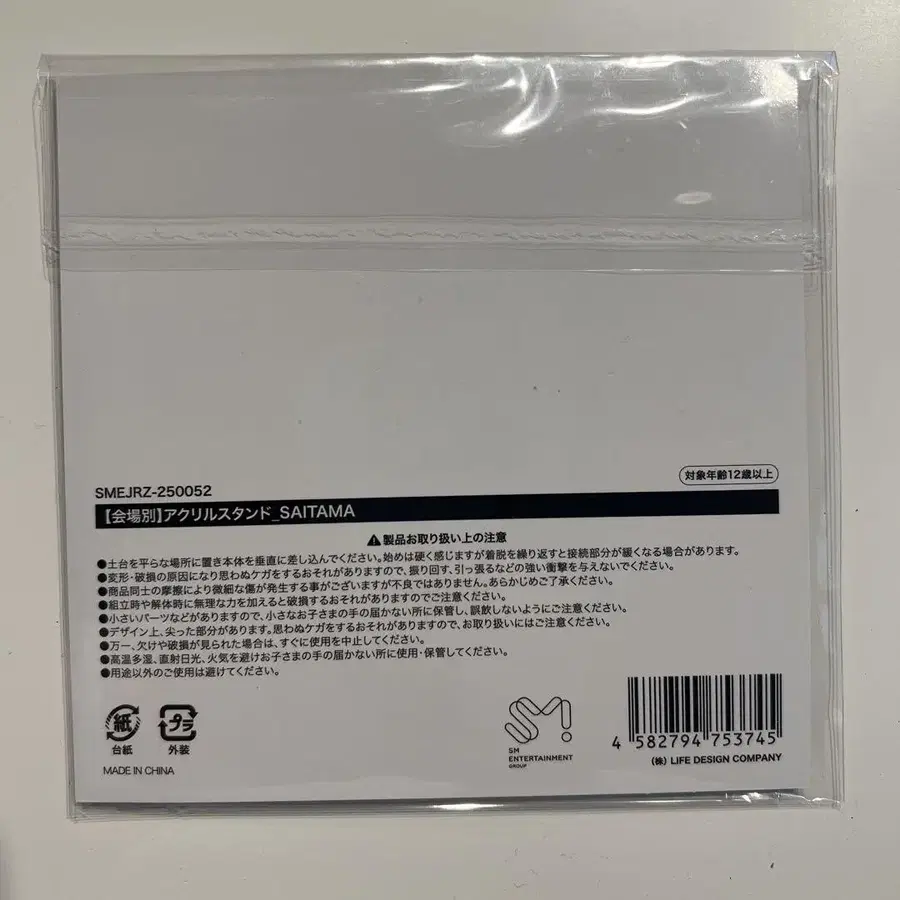 SMEJRZ-250052
対象年齢12歳以上
【会場別】アクリルスタンド_SAITAMA
⚠製品お取り扱い上の注意
●土台を平らな場所に置き本体を垂直に差し込んでください。始めは硬く感じますが着脱を繰り返すと接続部分が緩くなる場合があります。
●変形・破損の原因になり思わぬケガをするおそれがありますので、振り回す、引っ張るなどの強い衝撃を与えないでください。
●商品同士の摩擦により微細な傷が発生する事がございますが不良ではありません。あらかじめご了承ください。
●組立時や解体時に無理な力を加えると破損するおそれがありますのでご注意ください。
●小さいパーツなどがありますので、小さなお子さまの手の届かない所に保管し、誤飲しないようにご注意ください。
●デザイン上、尖った部分があります。思わぬケガをするおそれがありますので、お取り扱いにはご注意ください。
●万一、欠けや破損が見られた場合は、すぐに使用を中止してください。
●高温多湿、直射日光、火気を避けお子さまの手の届かない所に使用・保管してください。
●用途以外のご使用は避けてください。
紙
台紙
プラ
外装
MADE IN CHINA
SM
SM
ENTERTAINMENT
GROUP
4 582794 753745
(株) LIFE DESIGN COMPANY